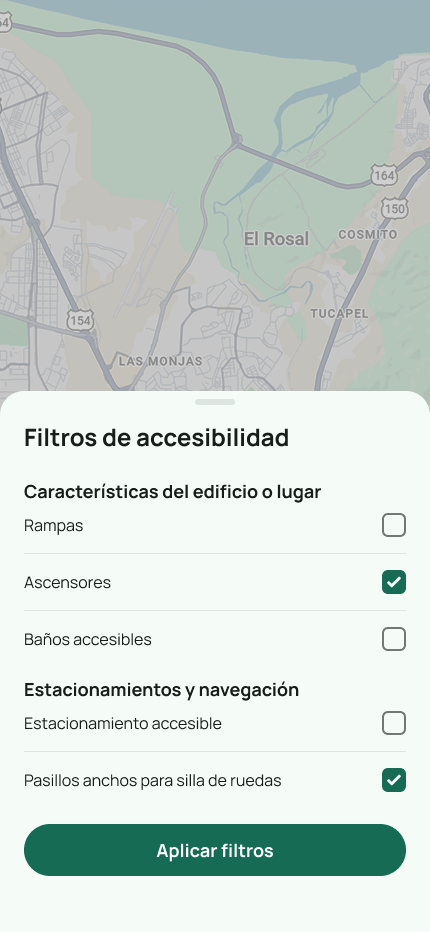 64
164
150
El Rosal
COSMITO
TUCAPEL
154
LAS MONJAS
Filtros de accesibilidad
Características del edificio o lugar
Rampas
Ascensores
Baños accesibles
Estacionamientos y navegación
Estacionamiento accesible
Pasillos anchos para silla de ruedas
Aplicar filtros